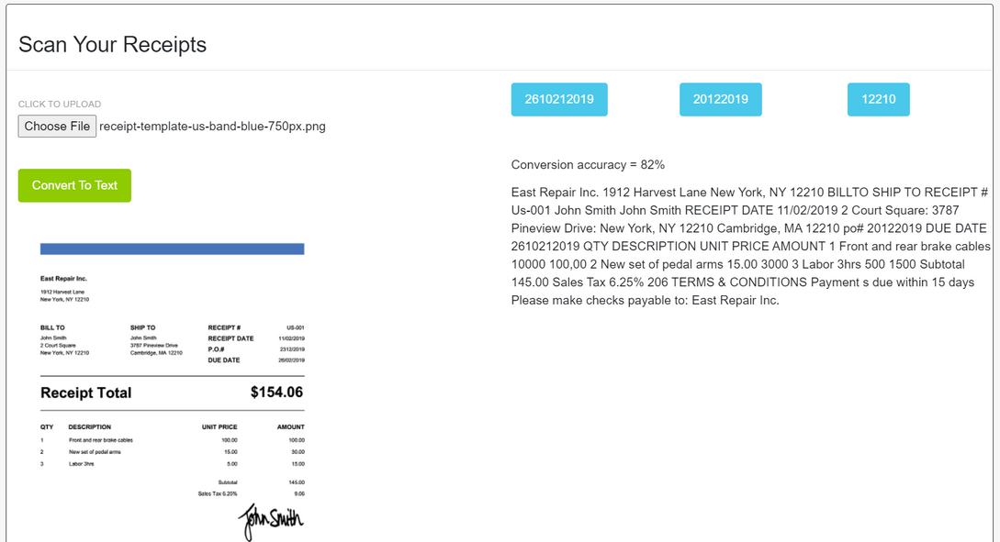 Scan Your Receipts
CLICK TO UPLOAD
Choose File receipt-template-us-band-blue-750px.png
Convert To Text
East Repair Inc.
1912 Harvest Lane
New York, NY 12210
BILL TO SHIP TO RECEIPT # US-001
John Smith John Smith RECEIPT DATE 11/02/2019
2 Court Square 3787 Pineview Drive P.O.# 2312/2019
New York, NY 12210 Cambridge, MA 12210 DUE DATE 26/02/2019
Receipt Total $154.06
QTY DESCRIPTION UNIT PRICE AMOUNT
1 Front and rear brake cables 100.00 100.00
2 New set of pedal arms 15.00 30.00
3 Labor 3hrs 5.00 15.00
Subtotal 145.00
Sales Tax 6.25% 9.06
John Smith
2610212019 20122019 12210
Conversion accuracy = 82%
East Repair Inc. 1912 Harvest Lane New York, NY 12210 BILLTO SHIP TO RECEIPT #
Us-001 John Smith John Smith RECEIPT DATE 11/02/2019 2 Court Square: 3787
Pineview Drive: New York, NY 12210 Cambridge, MA 12210 po# 20122019 DUE DATE
2610212019 QTY DESCRIPTION UNIT PRICE AMOUNT 1 Front and rear brake cables
10000 100,00 2 New set of pedal arms 15.00 3000 3 Labor 3hrs 500 1500 Subtotal
145.00 Sales Tax 6.25% 206 TERMS & CONDITIONS Payment s due within 15 days
Please make checks payable to: East Repair Inc.